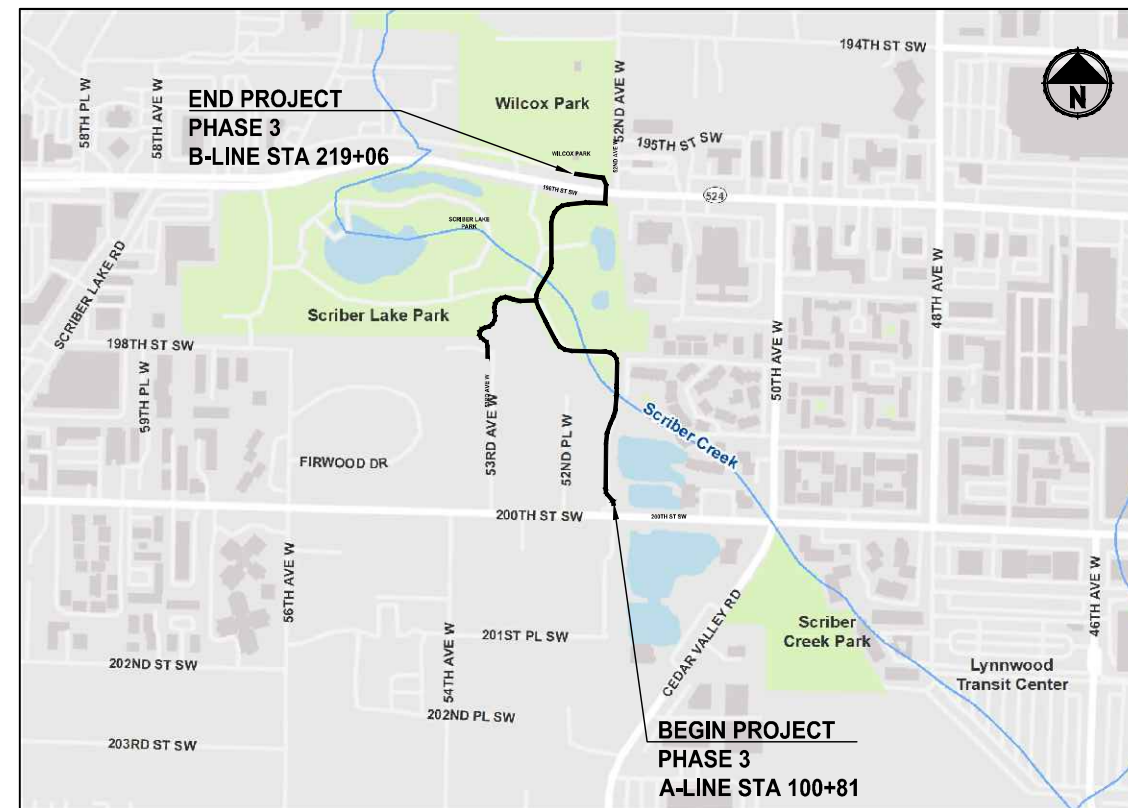 194TH ST SW
N
58TH PL W
58TH AVE W
END PROJECT
PHASE 3
B-LINE STA 219+06
Wilcox Park
52ND AVE W
WILCOX PARK
52ND AVE W
195TH ST SW
196TH ST SW
524
SCRIBER LAKE
PARK
SCRIBER LAKE RD
Scriber Lake Park
198TH ST SW
59TH PL W
48TH AVE W
50TH AVE W
53RD AVE W
53RD AVE W
52ND PL W
Scriber Creek
FIRWOOD DR
200TH ST SW
200TH ST SW
56TH AVE W
54TH AVE W
201ST PL SW
CEDAR VALLEY RD
46TH AVE W
Scriber
Creek Park
202ND ST SW
Lynnwood
Transit Center
202ND PL SW
203RD ST SW
BEGIN PROJECT
PHASE 3
A-LINE STA 100+81